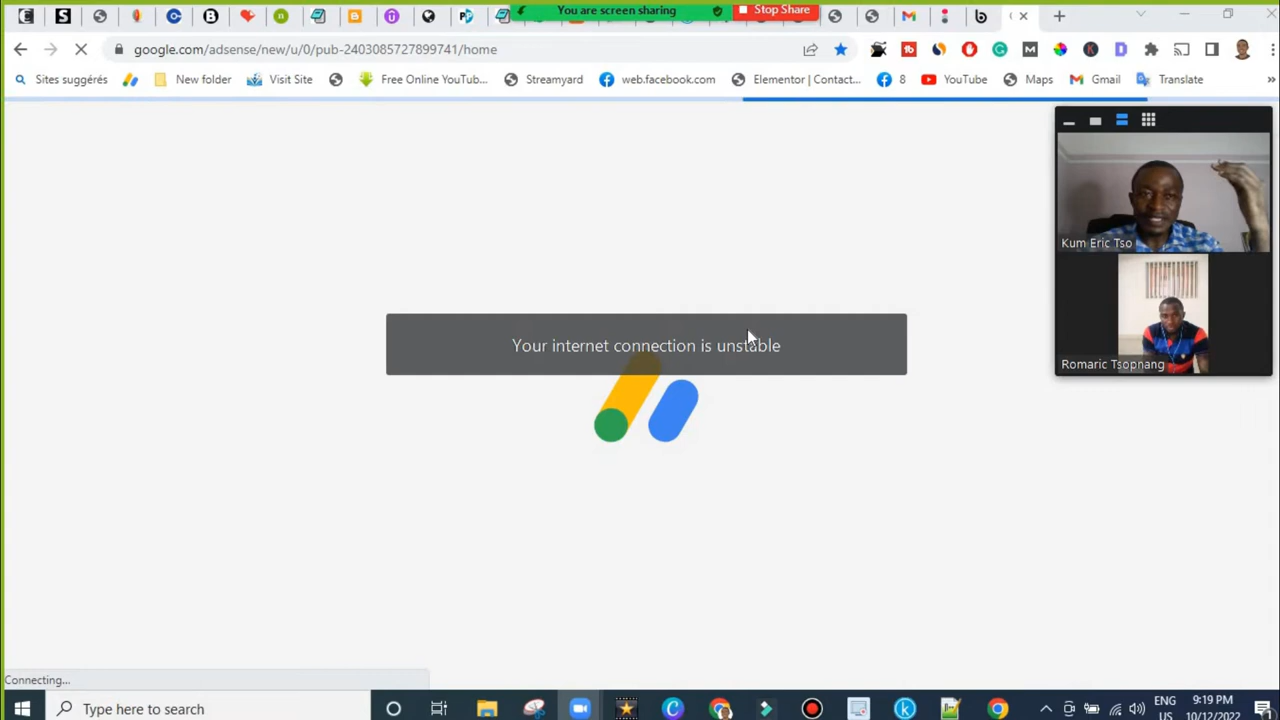 You are screen sharing
Stop Share
google.com/adsense/new/u/0/pub-2403085727899741/home
Sites suggérés
New folder
Visit Site
Free Online YouTub...
Streamyard
web.facebook.com
Elementor | Contact...
8
YouTube
Maps
Gmail
Translate
Kum Eric Tso
Your internet connection is unstable
Romaric Tsopnang
Connecting...
Type here to search
ENG
US
9:19 PM
10/12/2022